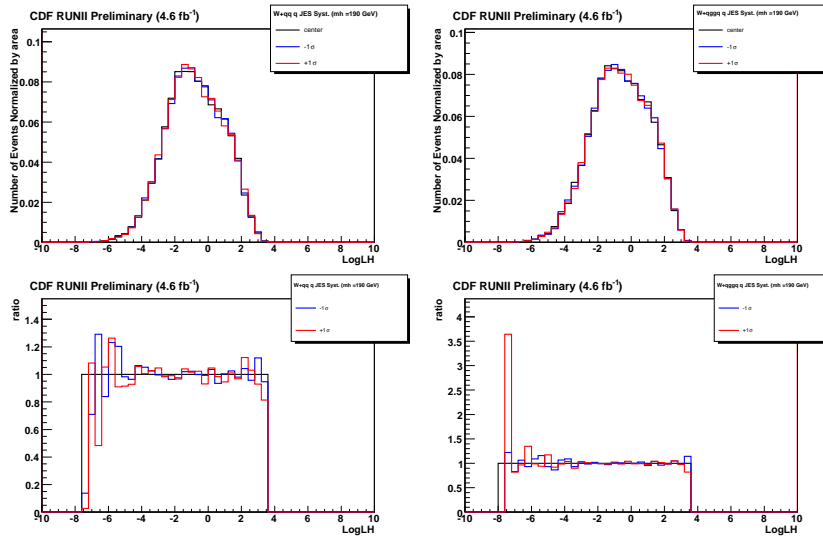 CDF RUNII Preliminary (4.6 fb-1)
W+qq q JES Syst. (mh =190 GeV)
center
-1σ
+1σ
Number of Events Normalized by area
0.1
0.08
0.06
0.04
0.02
0
-10 -8 -6 -4 -2 0 2 4 6 8 10
LogLH
CDF RUNII Preliminary (4.6 fb-1)
W+qggq q JES Syst. (mh =190 GeV)
center
-1σ
+1σ
Number of Events Normalized by area
0.1
0.08
0.06
0.04
0.02
0
-10 -8 -6 -4 -2 0 2 4 6 8 10
LogLH
CDF RUNII Preliminary (4.6 fb-1)
W+qq q JES Syst. (mh =190 GeV)
-1σ
+1σ
ratio
1.4
1.2
1
0.8
0.6
0.4
0.2
0
-10 -8 -6 -4 -2 0 2 4 6 8 10
LogLH
CDF RUNII Preliminary (4.6 fb-1)
W+qggq q JES Syst. (mh =190 GeV)
-1σ
+1σ
ratio
4
3.5
3
2.5
2
1.5
1
0.5
0
-10 -8 -6 -4 -2 0 2 4 6 8 10
LogLH